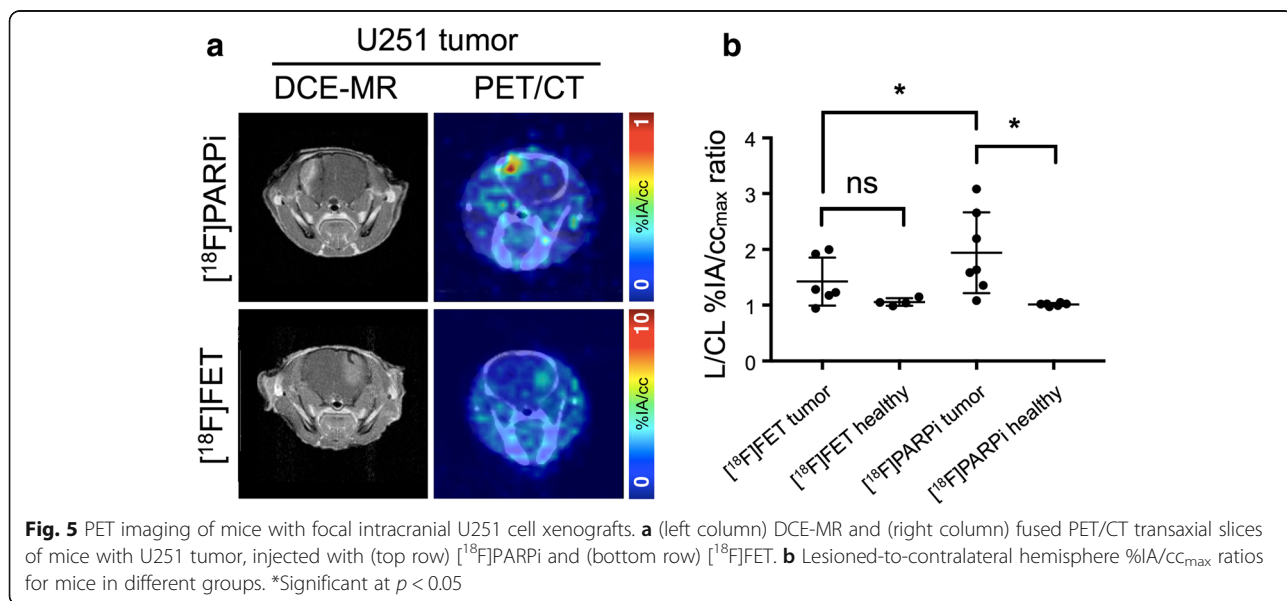 a
U251 tumor
DCE-MR PET/CT
[¹⁸F]PARPi
1
%IA/cc
0
[¹⁸F]FET
10
%IA/cc
0
b
*
*
ns
L/CL %IA/ccmax ratio
4
3
2
1
0
[¹⁸F]FET tumor
[¹⁸F]FET healthy
[¹⁸F]PARPi tumor
[¹⁸F]PARPi healthy
Fig. 5 PET imaging of mice with focal intracranial U251 cell xenografts. a (left column) DCE-MR and (right column) fused PET/CT transaxial slices
of mice with U251 tumor, injected with (top row) [¹⁸F]PARPi and (bottom row) [¹⁸F]FET. b Lesioned-to-contralateral hemisphere %IA/ccmax ratios
for mice in different groups. *Significant at p < 0.05